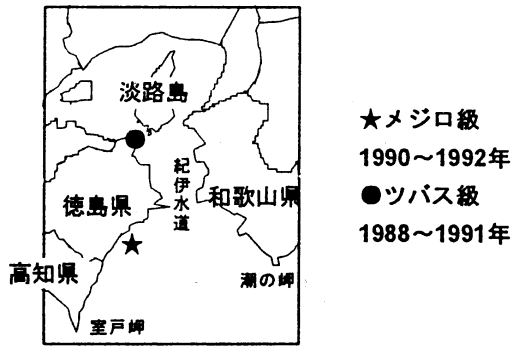 淡路島
紀伊水道
徳島県
和歌山県
高知県
潮の岬
室戸岬
★メジロ級
1990～1992年
●ツバス級
1988～1991年